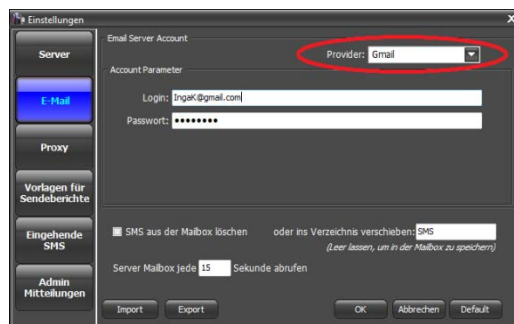 Einstellungen
X
Server
E-Mail
Proxy
Vorlagen für
Sendeberichte
Eingehende
SMS
Admin
Mitteilungen
Email Server Account
Provider: Gmail
Account Parameter
Login: IngaK@gmail.com
Passwort: ••••••••
SMS aus der Mailbox löschen oder ins Verzeichnis verschieben: SMS
(Leer lassen, um in der Mailbox zu speichern)
Server Mailbox jede 15 Sekunde abrufen
Import Export OK Abbrechen Default